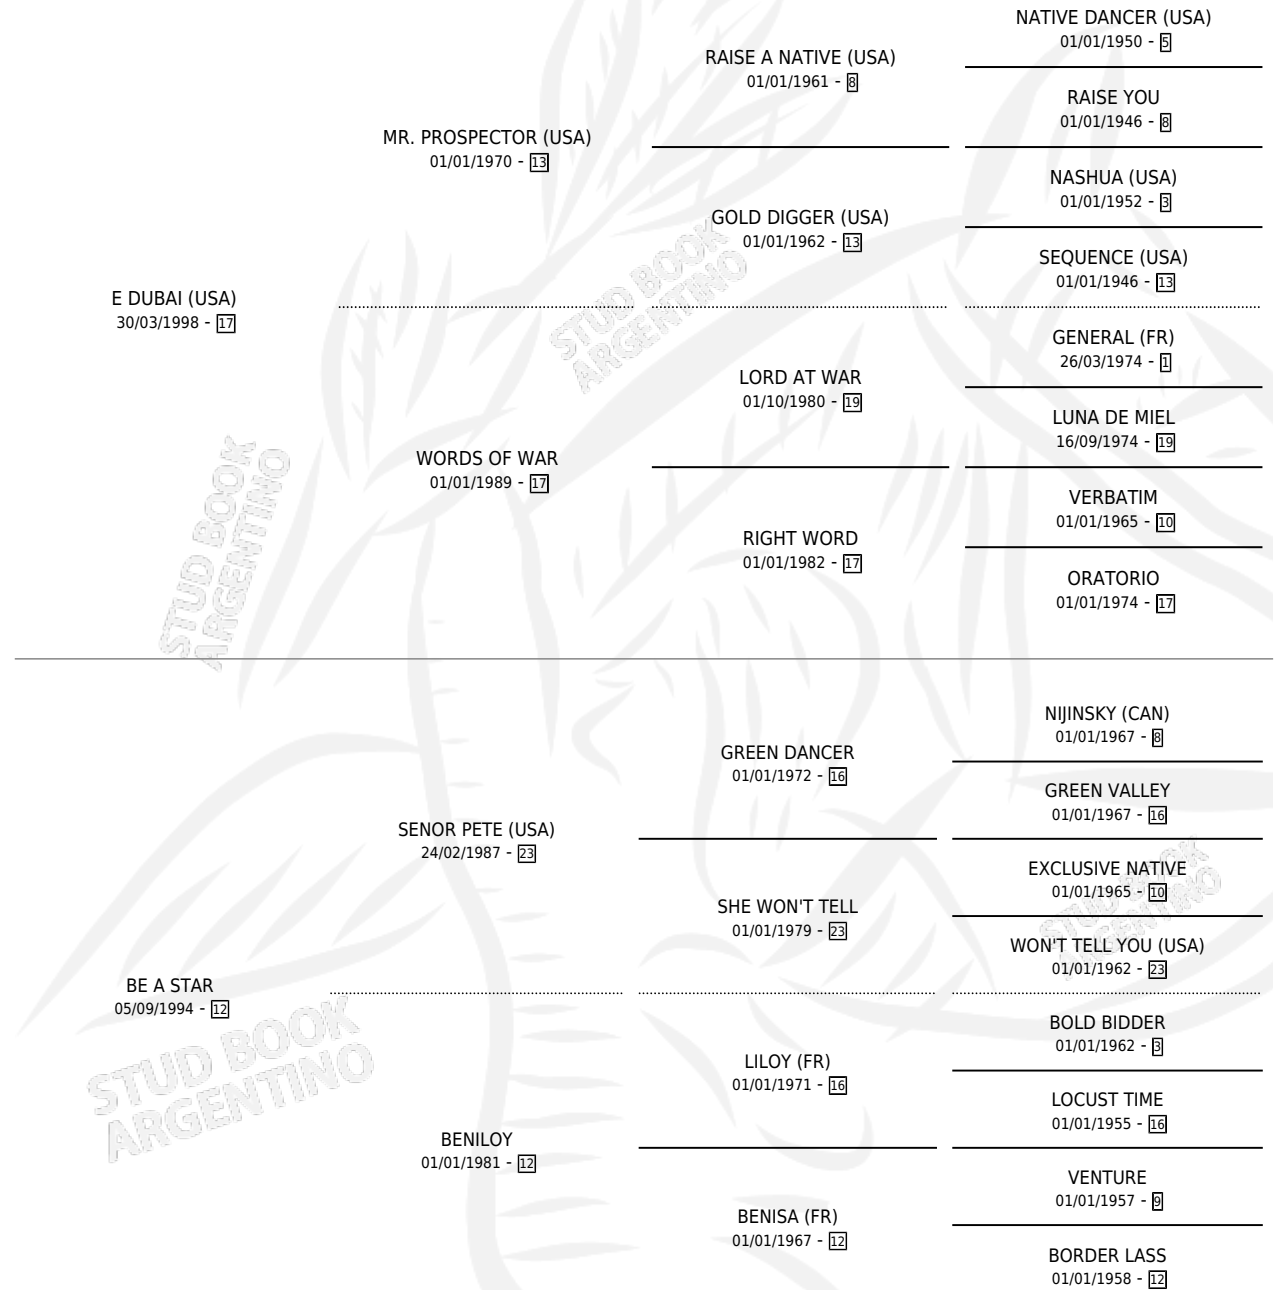 NATIVE DANCER (USA)
01/01/1950 - 5
RAISE A NATIVE (USA)
01/01/1961 - 8
RAISE YOU
01/01/1946 - 8
MR. PROSPECTOR (USA)
01/01/1970 - 13
NASHUA (USA)
01/01/1952 - 3
GOLD DIGGER (USA)
01/01/1962 - 13
SEQUENCE (USA)
01/01/1946 - 13
E DUBAI (USA)
30/03/1998 - 17
GENERAL (FR)
26/03/1974 - 1
LORD AT WAR
01/10/1980 - 19
LUNA DE MIEL
16/09/1974 - 19
WORDS OF WAR
01/01/1989 - 17
VERBATIM
01/01/1965 - 10
RIGHT WORD
01/01/1982 - 17
ORATORIO
01/01/1974 - 17
STUD BOOK
ARGENTINO
STUD BOOK
ARGENTINO
NIJINSKY (CAN)
01/01/1967 - 8
GREEN DANCER
01/01/1972 - 16
GREEN VALLEY
01/01/1967 - 16
SENOR PETE (USA)
24/02/1987 - 23
EXCLUSIVE NATIVE
01/01/1965 - 10
SHE WON'T TELL
01/01/1979 - 23
WON'T TELL YOU (USA)
01/01/1962 - 23
BE A STAR
05/09/1994 - 12
BOLD BIDDER
01/01/1962 - 3
LILOY (FR)
01/01/1971 - 16
LOCUST TIME
01/01/1955 - 16
BENILOY
01/01/1981 - 12
VENTURE
01/01/1957 - 9
BENISA (FR)
01/01/1967 - 12
BORDER LASS
01/01/1958 - 12
STUD BOOK
ARGENTINO
STUD BOOK
ARGENTINO